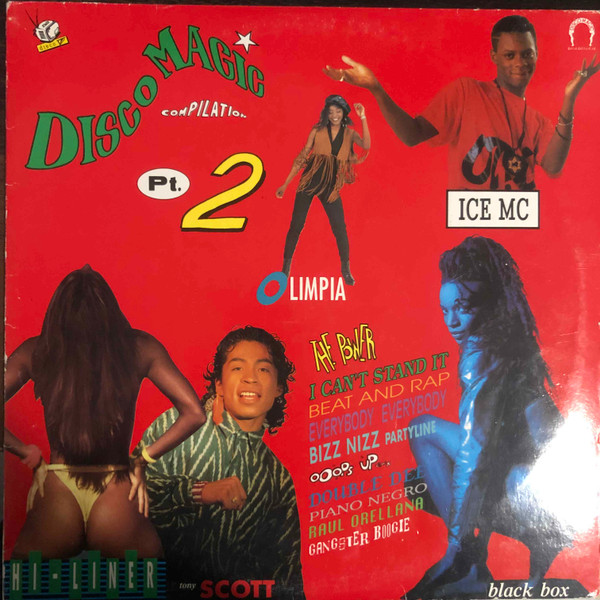 DISCO MAGIC
COMPILATION
Pt. 2
ICE MC
OLIMPIA
THE POWER
I CAN'T STAND IT
BEAT AND RAP
EVERYBODY EVERYBODY
BIZZ NIZZ PARTYLINE
OOOPS UP...
DOUBLE DEE
PIANO NEGRO
RAUL ORELLANA
GANGSTER BOOGIE
HI-LINER
tony SCOTT
black box